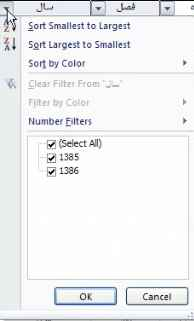 سال فصل
Sort Smallest to Largest
Sort Largest to Smallest
Sort by Color
Clear Filter From "سال"
Filter by Color
Number Filters
(Select All)
1385
1386
OK Cancel